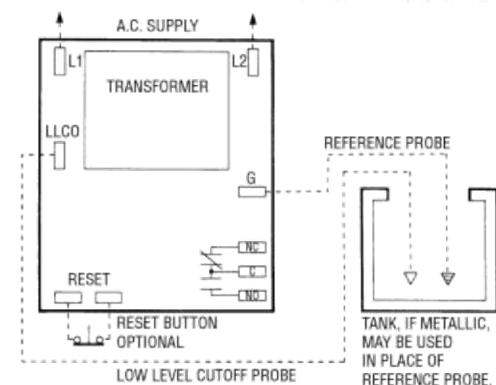 A.C. SUPPLY
L1
L2
TRANSFORMER
LLCO
REFERENCE PROBE
G
NC
C
NO
RESET
RESET BUTTON
OPTIONAL
TANK, IF METALLIC,
MAY BE USED
IN PLACE OF
REFERENCE PROBE.
LOW LEVEL CUTOFF PROBE